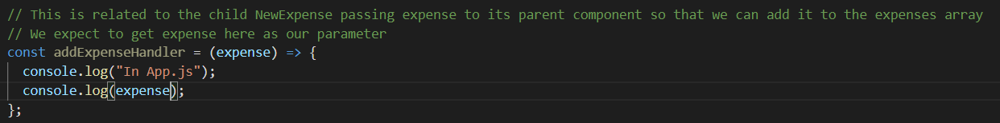 // This is related to the child NewExpense passing expense to its parent component so that we can add it to the expenses array
// We expect to get expense here as our parameter
const addExpenseHandler = (expense) => {
  console.log("In App.js");
  console.log(expense);
};